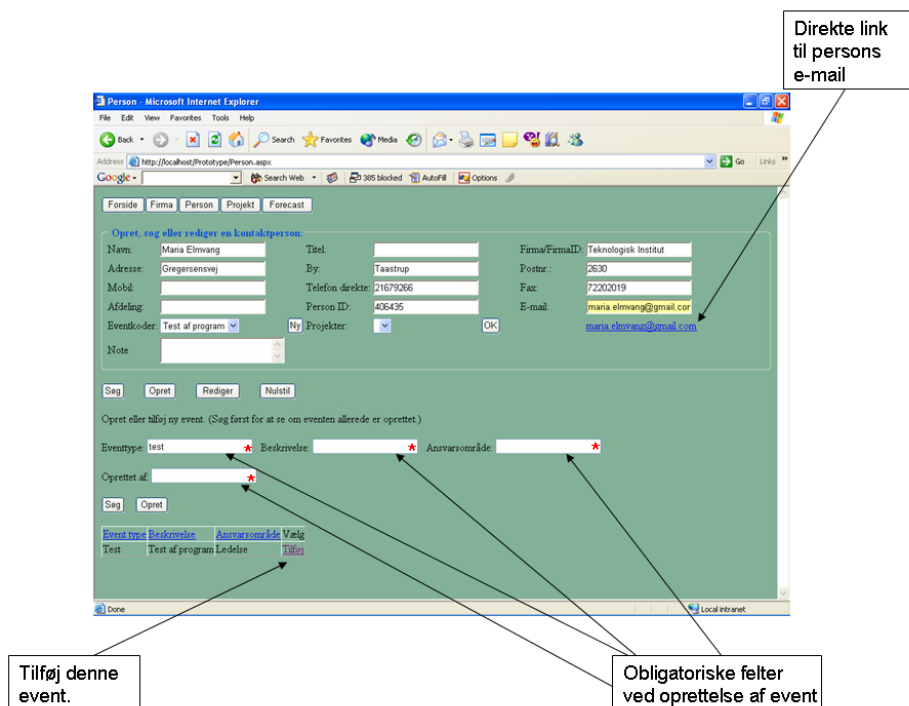 Direkte link
til persons
e-mail
Person - Microsoft Internet Explorer
File Edit View Favorites Tools Help
Back Search Favorites Media
Address http://localhost/Prototype/Person.aspx Go Links »
Google Search Web 385 blocked AutoFill Options
Forside Firma Person Projekt Forecast
Opret, søg eller rediger en kontaktperson:
Navn: Maria Elmvang Titel: Firma/FirmaID: Teknologisk Institut
Adresse: Gregersensvej By: Taastrup Postnr.: 2630
Mobil: Telefon direkte: 21679266 Fax: 72202019
Afdeling: Person ID: 406435 E-mail: maria.elmvang@gmail.cor
Eventkoder: Test af program Ny Projekter: OK maria.elmvang@gmail.com
Note
Søg Opret Rediger Nulstil
Opret eller tilføj ny event. (Søg først for at se om eventen allerede er oprettet.)
Eventtype: test * Beskrivelse: * Ansvarsområde: *
Oprettet af: *
Søg Opret
Event type Beskrivelse Ansvarsområde Vælg
Test Test af program Ledelse Tilføj
Done Local intranet
Tilføj denne
event.
Obligatoriske felter
ved oprettelse af event